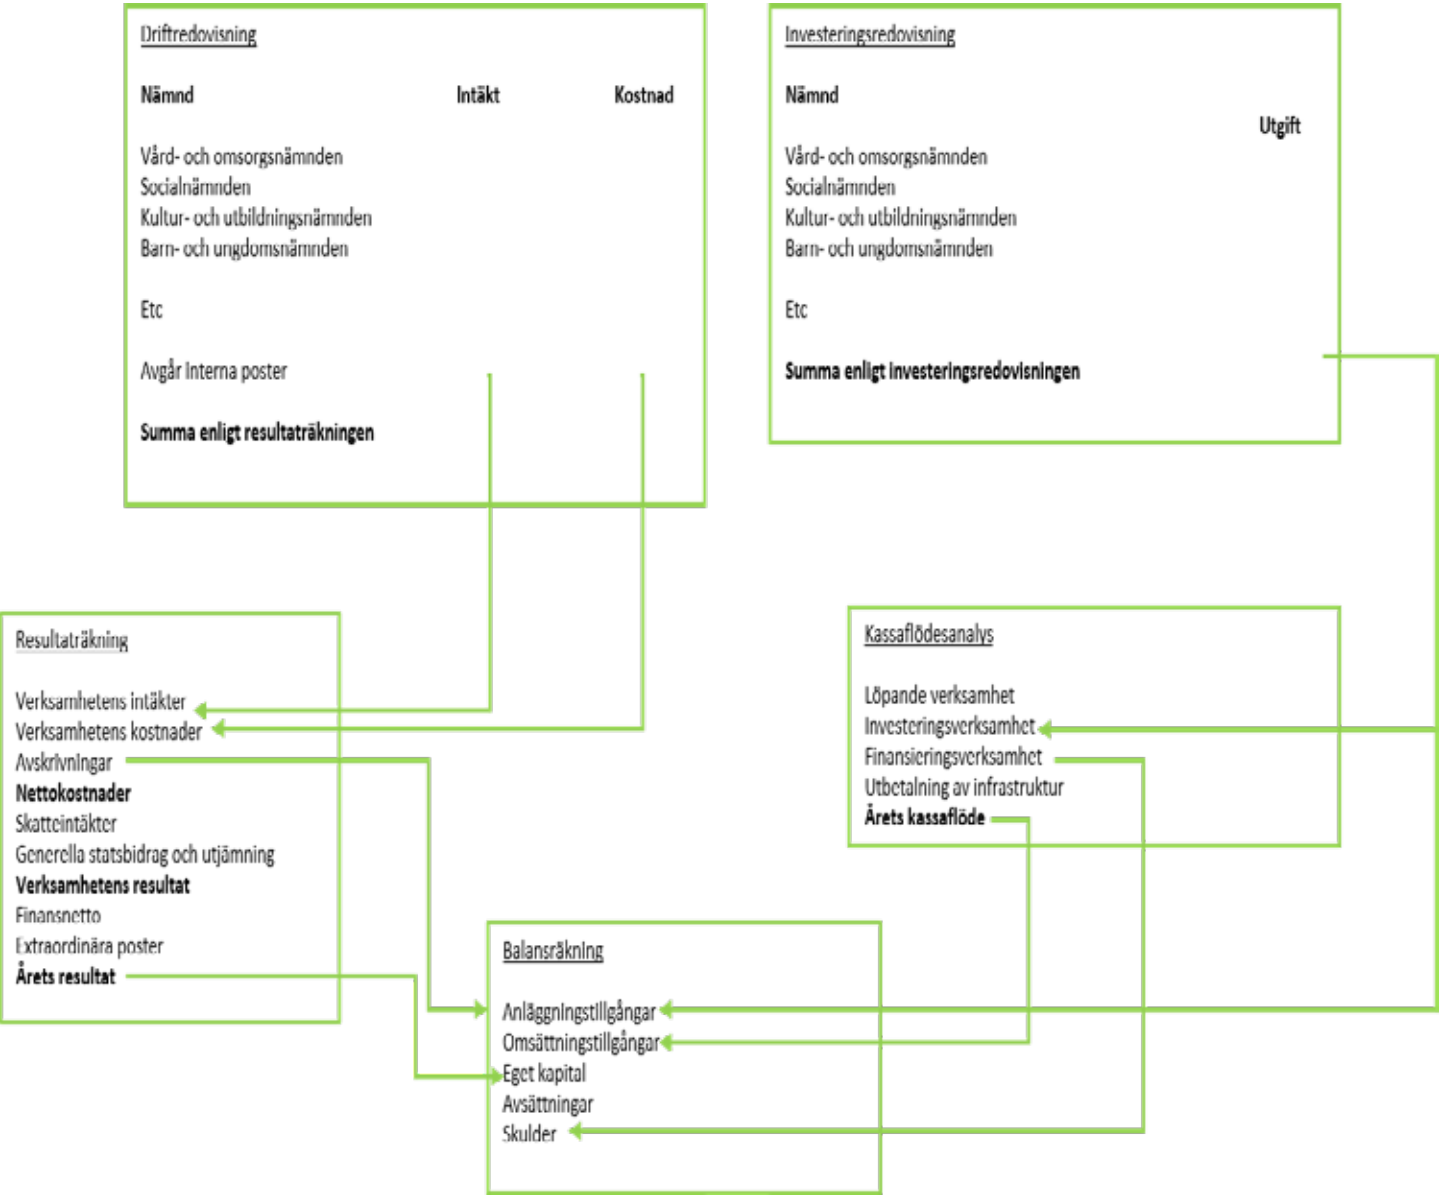 Driftredovisning
Nämnd Intäkt Kostnad
Vård- och omsorgsnämnden
Socialnämnden
Kultur- och utbildningsnämnden
Barn- och ungdomsnämnden
Etc
Avgår interna poster
Summa enligt resultaträkningen
Investeringsredovisning
Nämnd
Utgift
Vård- och omsorgsnämnden
Socialnämnden
Kultur- och utbildningsnämnden
Barn- och ungdomsnämnden
Etc
Summa enligt investeringsredovisningen
Resultaträkning
Verksamhetens intäkter
Verksamhetens kostnader
Avskrivningar
Nettokostnader
Skatteintäkter
Generella statsbidrag och utjämning
Verksamhetens resultat
Finansnetto
Extraordinära poster
Årets resultat
Kassaflödesanalys
Löpande verksamhet
Investeringsverksamhet
Finansieringsverksamhet
Utbetalning av infrastruktur
Årets kassaflöde
Balansräkning
Anläggningstillgångar
Omsättningstillgångar
Eget kapital
Avsättningar
Skulder